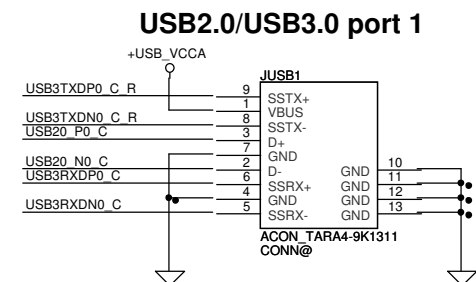 USB2.0/USB3.0 port 1
+USB_VCCA
JUSB1
USB3TXDP0_C_R 9 SSTX+
1 VBUS
USB3TXDN0_C_R 8 SSTX-
USB20_P0_C 3 D+
7 GND
USB20_N0_C 2 D- GND 10
USB3RXDP0_C 6 SSRX+ GND 11
4 GND GND 12
USB3RXDN0_C 5 SSRX- GND 13
ACON_TARA4-9K1311
CONN@